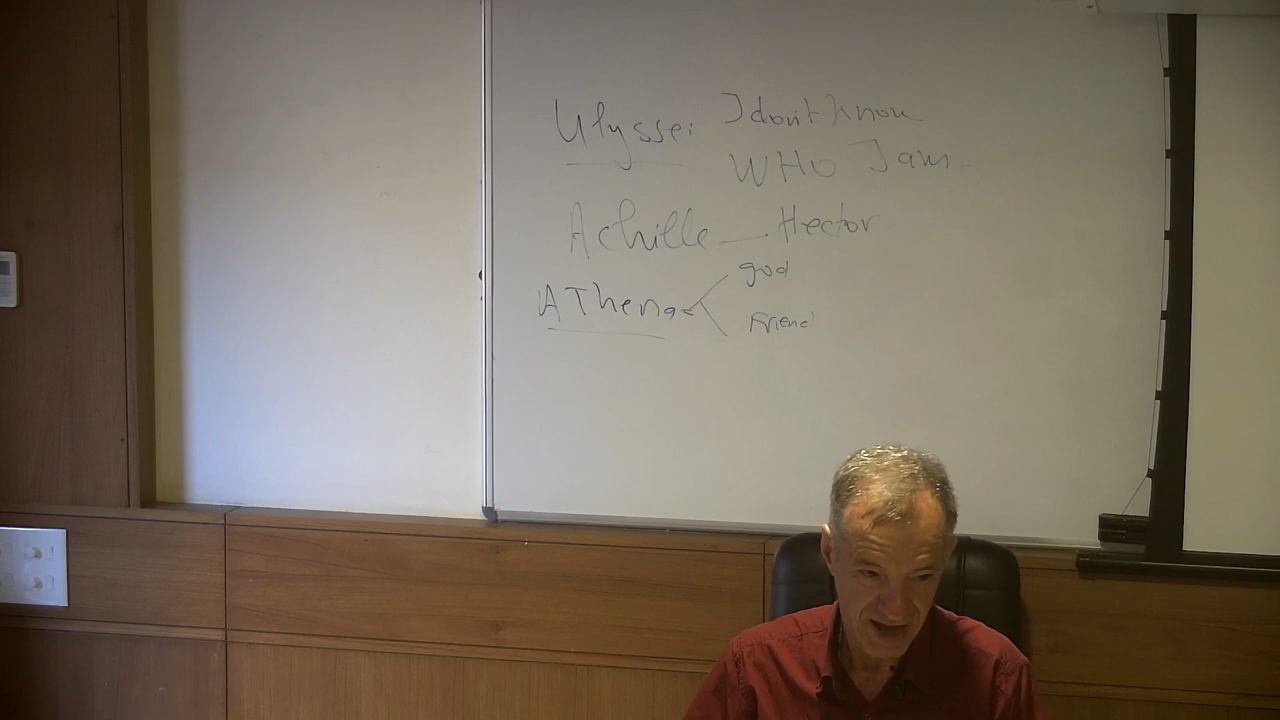 Ulysse: I don't know
WHO I am
Achille — Hector
god
AThena
Friend